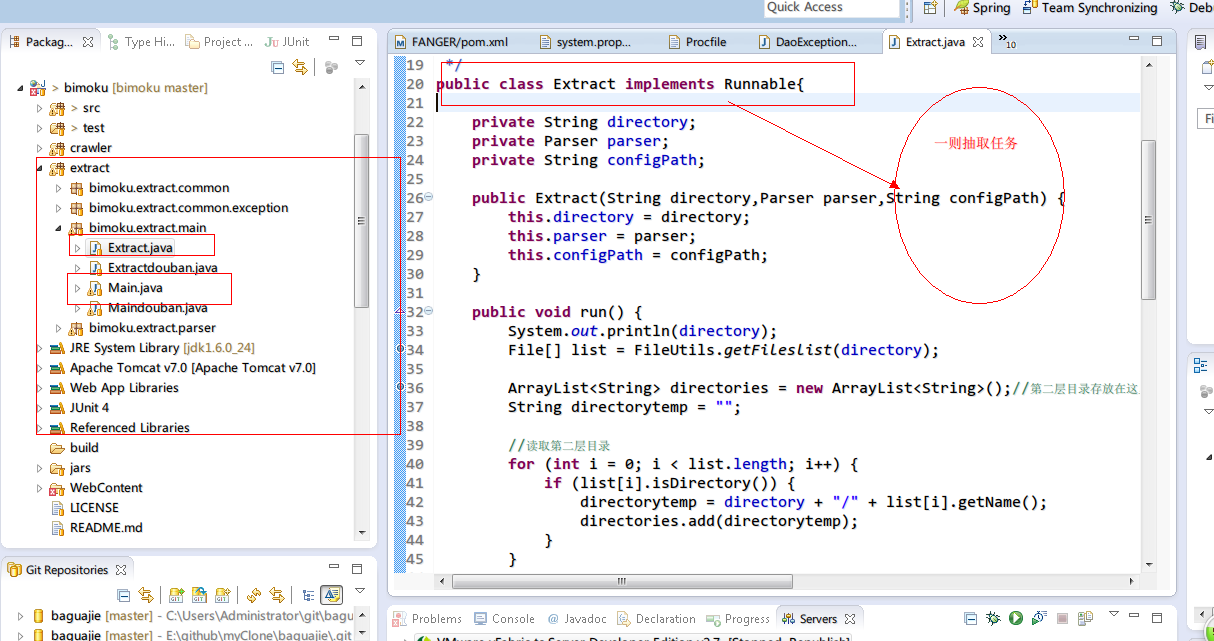 Quick Access
Spring
Team Synchronizing
Debu
Packag...
Type Hi...
Project ...
JUnit
> bimoku [bimoku master]
> src
> test
crawler
extract
bimoku.extract.common
bimoku.extract.common.exception
bimoku.extract.main
Extract.java
Extractdouban.java
Main.java
Maindouban.java
bimoku.extract.parser
JRE System Library [jdk1.6.0_24]
Apache Tomcat v7.0 [Apache Tomcat v7.0]
Web App Libraries
JUnit 4
Referenced Libraries
build
jars
WebContent
LICENSE
README.md
Git Repositories
baguajie [master] - C:\Users\Administrator\git\bagu
baguajie [master] - E:\github\myClone\baguajie\.git
FANGER/pom.xml
system.prop...
Procfile
DaoException...
Extract.java
»10
19 */
20 public class Extract implements Runnable{
21
22 private String directory;
23 private Parser parser;
24 private String configPath;
25
26 public Extract(String directory,Parser parser,String configPath) {
27 this.directory = directory;
28 this.parser = parser;
29 this.configPath = configPath;
30 }
31
32 public void run() {
33 System.out.println(directory);
34 File[] list = FileUtils.getFileslist(directory);
35
36 ArrayList<String> directories = new ArrayList<String>();//第二层目录存放在这
37 String directorytemp = "";
38
39 //读取第二层目录
40 for (int i = 0; i < list.length; i++) {
41 if (list[i].isDirectory()) {
42 directorytemp = directory + "/" + list[i].getName();
43 directories.add(directorytemp);
44 }
45 }
一则抽取任务
Fi
Problems
Console
@ Javadoc
Declaration
Progress
Servers